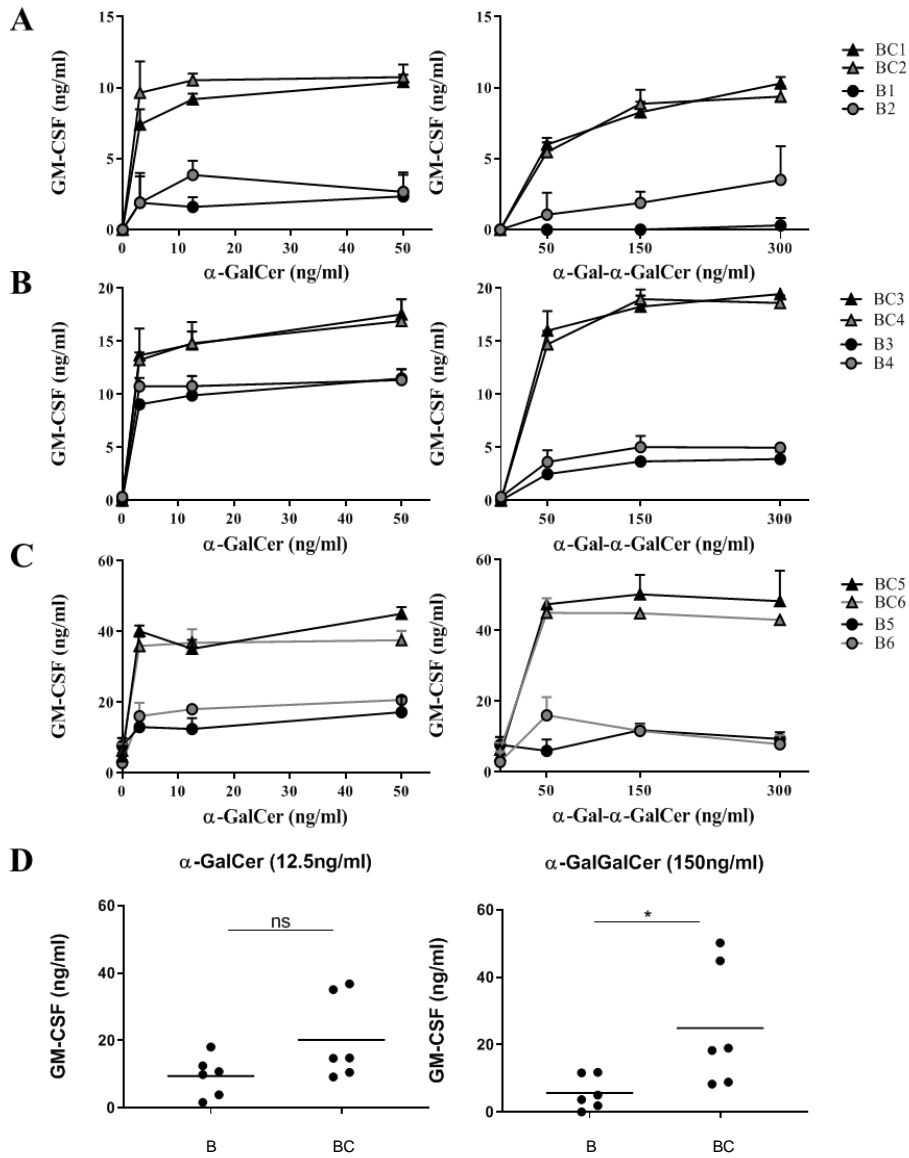 A
GM-CSF (ng/ml)
15
10
5
0
0 10 20 30 40 50
α-GalCer (ng/ml)
GM-CSF (ng/ml)
15
10
5
0
50 150 300
α-Gal-α-GalCer (ng/ml)
BC1
BC2
B1
B2
B
GM-CSF (ng/ml)
20
15
10
5
0
0 10 20 30 40 50
α-GalCer (ng/ml)
GM-CSF (ng/ml)
20
15
10
5
0
50 150 300
α-Gal-α-GalCer (ng/ml)
BC3
BC4
B3
B4
C
GM-CSF (ng/ml)
60
40
20
0
0 10 20 30 40 50
α-GalCer (ng/ml)
GM-CSF (ng/ml)
60
40
20
0
50 150 300
α-Gal-α-GalCer (ng/ml)
BC5
BC6
B5
B6
D
α-GalCer (12.5ng/ml)
GM-CSF (ng/ml)
60
40
20
0
ns
B BC
α-GalGalCer (150ng/ml)
GM-CSF (ng/ml)
60
40
20
0
*
B BC